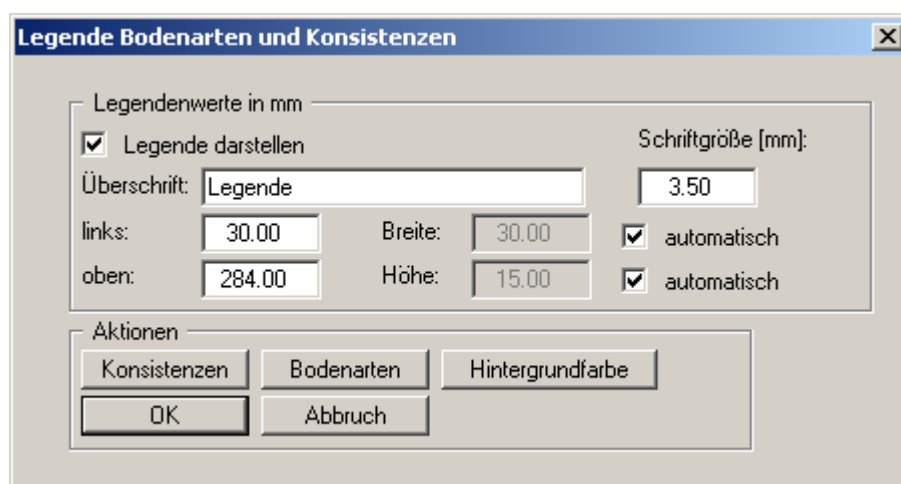 Legende Bodenarten und Konsistenzen
Legendenwerte in mm
Legende darstellen
Schriftgröße [mm]:
Überschrift: Legende 3.50
links: 30.00 Breite: 30.00 automatisch
oben: 284.00 Höhe: 15.00 automatisch
Aktionen
Konsistenzen Bodenarten Hintergrundfarbe
OK Abbruch